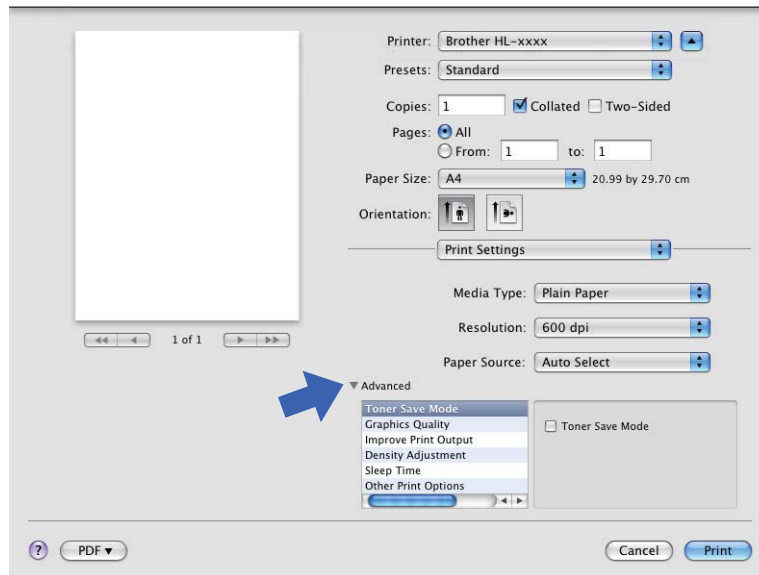 Printer: Brother HL-xxxx
Presets: Standard
Copies: 1 Collated Two-Sided
Pages: All
From: 1 to: 1
Paper Size: A4 20.99 by 29.70 cm
Orientation:
Print Settings
Media Type: Plain Paper
Resolution: 600 dpi
1 of 1
Paper Source: Auto Select
Advanced
Toner Save Mode
Graphics Quality
Improve Print Output
Density Adjustment
Sleep Time
Other Print Options
Toner Save Mode
? PDF Cancel Print